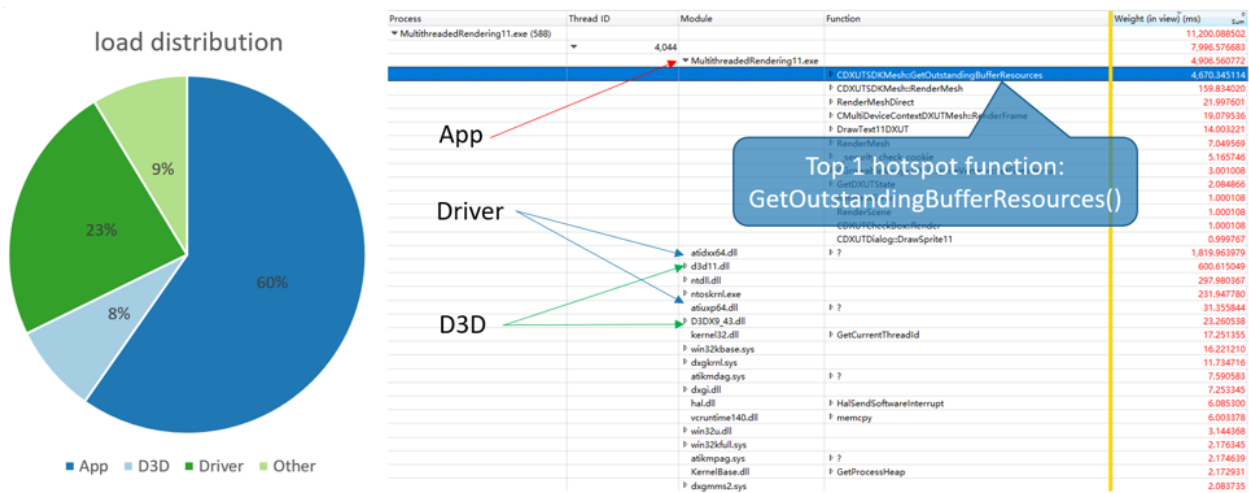 load distribution
9%
23%
60%
8%
App D3D Driver Other
Process Thread ID Module Function Weight (in view) (ms) Sum
MultithreadedRendering11.exe (588) 11,200.088502
4,044 7,996.576683
MultithreadedRendering11.exe 4,906.560772
CDXUTSDKMesh::GetOutstandingBufferResources 4,670.345114
CDXUTSDKMesh::RenderMesh 159.834020
RenderMeshDirect 21.997601
CMultiDeviceContextDXUTMesh::RenderFrame 19.079536
DrawText11DXUT 14.003221
RenderMesh 7.049569
__security_check_cookie 5.165746
3.001008
GetDXUTState 2.084866
1.000108
RenderScene 1.000108
CDXUTCheckBox::Render 1.000108
CDXUTDialog::DrawSprite11 0.999767
atidxx64.dll ? 1,819.963979
d3d11.dll 600.615049
ntdll.dll 297.980367
ntoskrnl.exe 231.947780
atiuxp64.dll ? 31.355844
D3DX9_43.dll 23.260538
kernel32.dll GetCurrentThreadId 17.251355
win32kbase.sys 16.221210
dxgkrnl.sys 11.734716
atikmdag.sys ? 7.590583
dxgi.dll 7.253345
hal.dll HalSendSoftwareInterrupt 6.085300
vcruntime140.dll memcpy 6.003378
win32u.dll 3.144368
win32kfull.sys 2.176345
atikmpag.sys ? 2.174639
KernelBase.dll GetProcessHeap 2.172931
dxgmms2.sys 2.083735
App
Driver
D3D
Top 1 hotspot function:
GetOutstandingBufferResources()